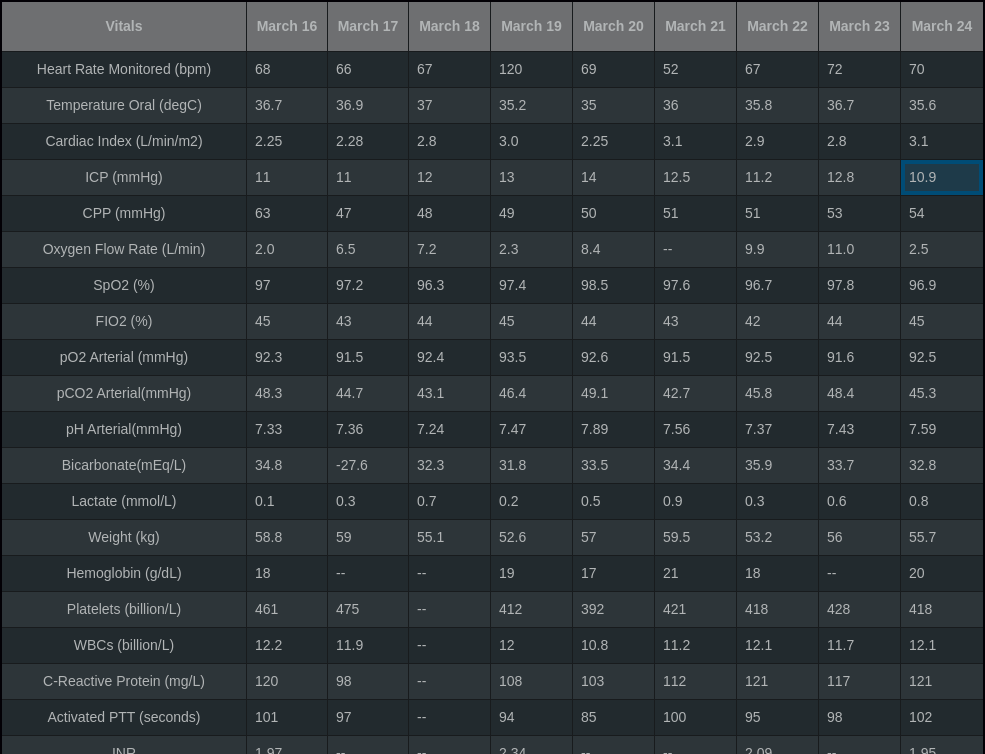 Vitals March 16 March 17 March 18 March 19 March 20 March 21 March 22 March 23 March 24
Heart Rate Monitored (bpm) 68 66 67 120 69 52 67 72 70
Temperature Oral (degC) 36.7 36.9 37 35.2 35 36 35.8 36.7 35.6
Cardiac Index (L/min/m2) 2.25 2.28 2.8 3.0 2.25 3.1 2.9 2.8 3.1
ICP (mmHg) 11 11 12 13 14 12.5 11.2 12.8 10.9
CPP (mmHg) 63 47 48 49 50 51 51 53 54
Oxygen Flow Rate (L/min) 2.0 6.5 7.2 2.3 8.4 -- 9.9 11.0 2.5
SpO2 (%) 97 97.2 96.3 97.4 98.5 97.6 96.7 97.8 96.9
FIO2 (%) 45 43 44 45 44 43 42 44 45
pO2 Arterial (mmHg) 92.3 91.5 92.4 93.5 92.6 91.5 92.5 91.6 92.5
pCO2 Arterial(mmHg) 48.3 44.7 43.1 46.4 49.1 42.7 45.8 48.4 45.3
pH Arterial(mmHg) 7.33 7.36 7.24 7.47 7.89 7.56 7.37 7.43 7.59
Bicarbonate(mEq/L) 34.8 -27.6 32.3 31.8 33.5 34.4 35.9 33.7 32.8
Lactate (mmol/L) 0.1 0.3 0.7 0.2 0.5 0.9 0.3 0.6 0.8
Weight (kg) 58.8 59 55.1 52.6 57 59.5 53.2 56 55.7
Hemoglobin (g/dL) 18 -- -- 19 17 21 18 -- 20
Platelets (billion/L) 461 475 -- 412 392 421 418 428 418
WBCs (billion/L) 12.2 11.9 -- 12 10.8 11.2 12.1 11.7 12.1
C-Reactive Protein (mg/L) 120 98 -- 108 103 112 121 117 121
Activated PTT (seconds) 101 97 -- 94 85 100 95 98 102
INR 1.97 -- -- 2.34 -- -- 2.09 -- 1.95